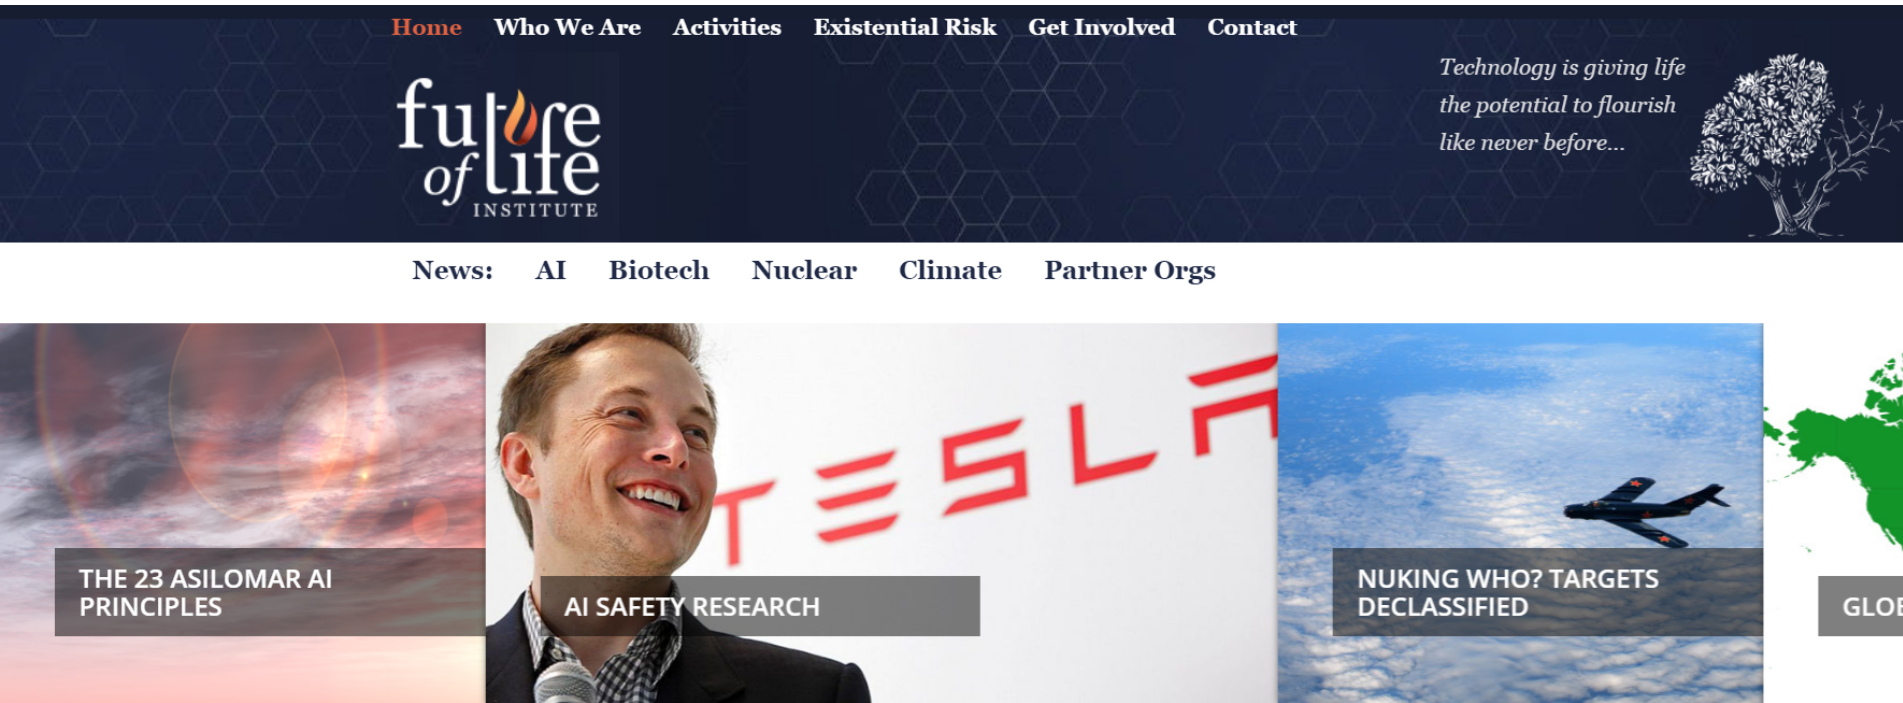 Home Who We Are Activities Existential Risk Get Involved Contact
future
of life
INSTITUTE
Technology is giving life
the potential to flourish
like never before...
News: AI Biotech Nuclear Climate Partner Orgs
TESLA
THE 23 ASILOMAR AI
PRINCIPLES
AI SAFETY RESEARCH
NUKING WHO? TARGETS
DECLASSIFIED